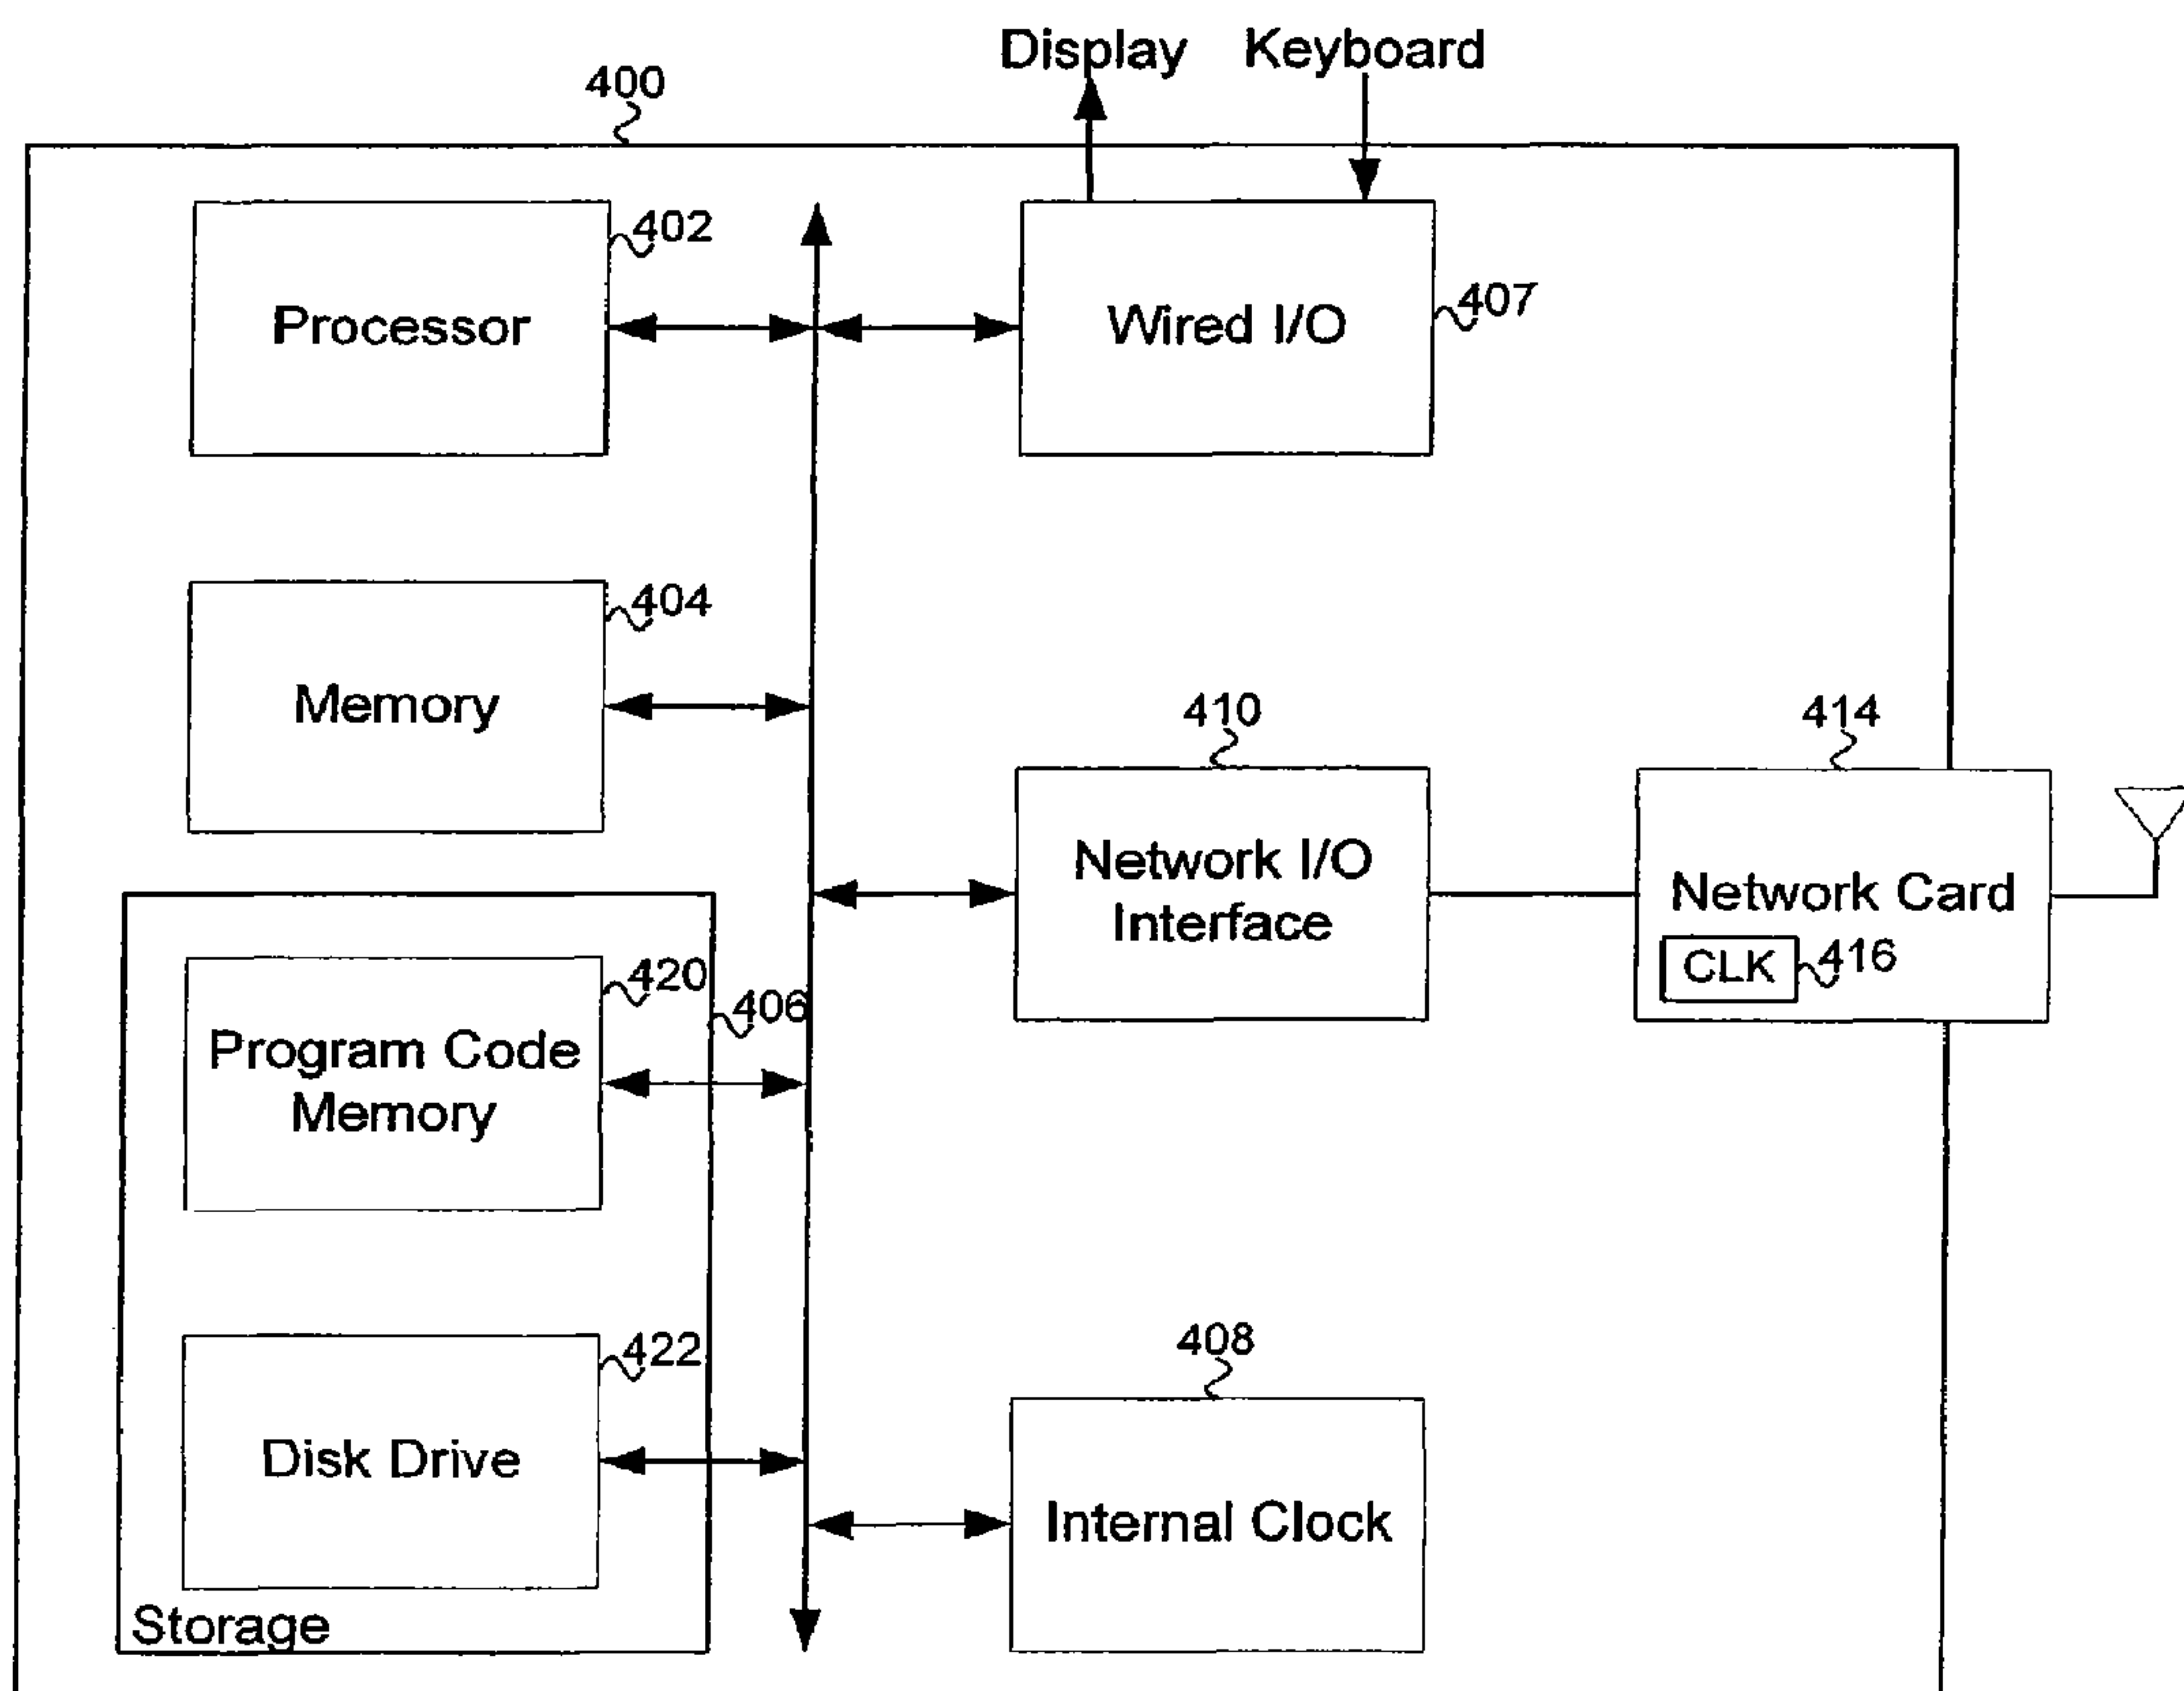 Display Keyboard
400
402
Processor
Wired I/O
407
404
Memory
410
Network I/O
Interface
414
Network Card
CLK
416
420
406
Program Code
Memory
422
Disk Drive
Storage
408
Internal Clock